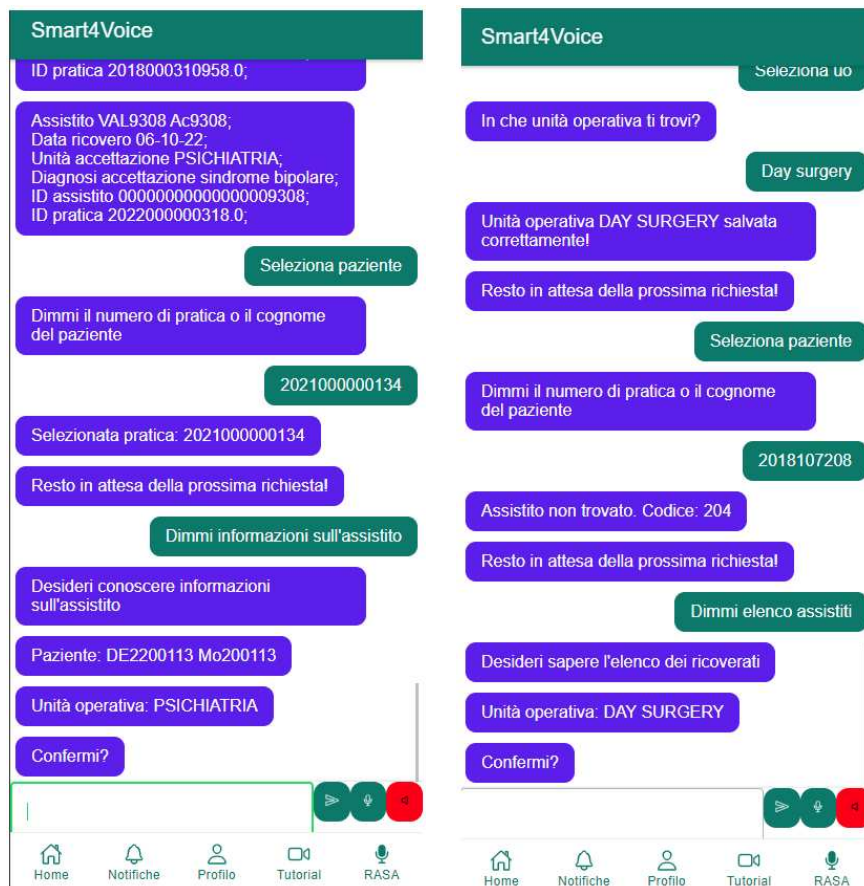 Smart4Voice
ID pratica 2018000310958.0;
Assistito VAL9308 Ac9308;
Data ricovero 06-10-22;
Unità accettazione PSICHIATRIA;
Diagnosi accettazione sindrome bipolare;
ID assistito 00000000000000009308;
ID pratica 2022000000318.0;
Seleziona paziente
Dimmi il numero di pratica o il cognome
del paziente
2021000000134
Selezionata pratica: 2021000000134
Resto in attesa della prossima richiesta!
Dimmi informazioni sull'assistito
Desideri conoscere informazioni
sull'assistito
Paziente: DE2200113 Mo200113
Unità operativa: PSICHIATRIA
Confermi?
Home Notifiche Profilo Tutorial RASA
Smart4Voice
Seleziona uo
In che unità operativa ti trovi?
Day surgery
Unità operativa DAY SURGERY salvata
correttamente!
Resto in attesa della prossima richiesta!
Seleziona paziente
Dimmi il numero di pratica o il cognome
del paziente
2018107208
Assistito non trovato. Codice: 204
Resto in attesa della prossima richiesta!
Dimmi elenco assistiti
Desideri sapere l'elenco dei ricoverati
Unità operativa: DAY SURGERY
Confermi?
Home Notifiche Profilo Tutorial RASA